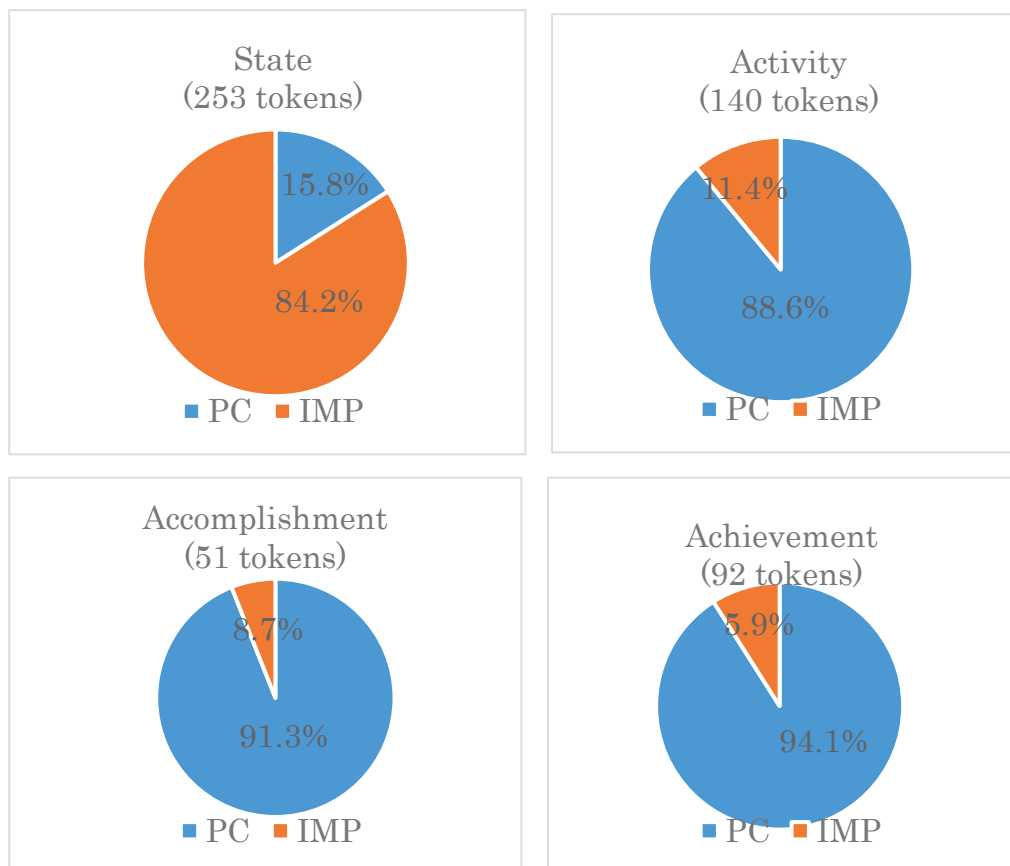 State
(253 tokens)
15.8%
84.2%
PC IMP
Activity
(140 tokens)
11.4%
88.6%
PC IMP
Accomplishment
(51 tokens)
8.7%
91.3%
PC IMP
Achievement
(92 tokens)
5.9%
94.1%
PC IMP